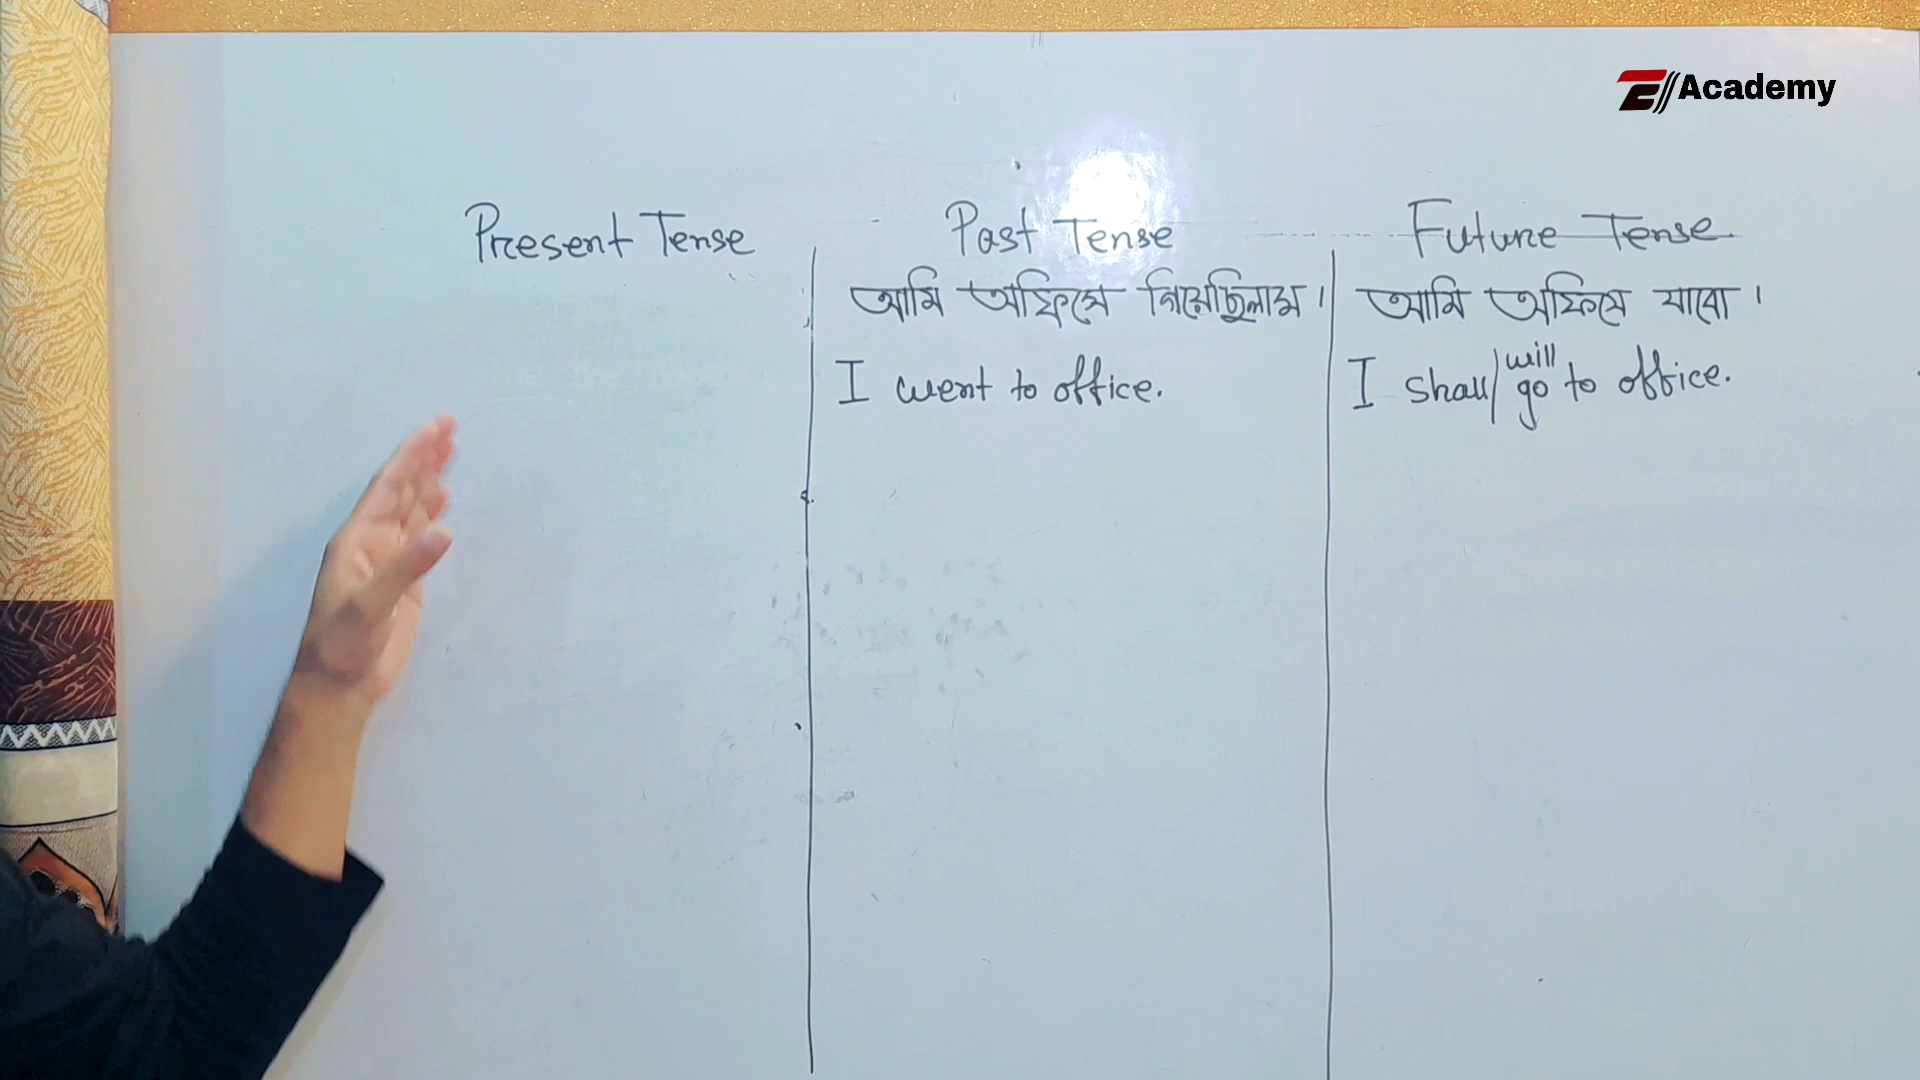 E Academy
Present Tense
Past Tense
আমি অফিসে গিয়েছিলাম।
I went to office.
Future Tense
আমি অফিসে যাবো।
I shall/will go to office.